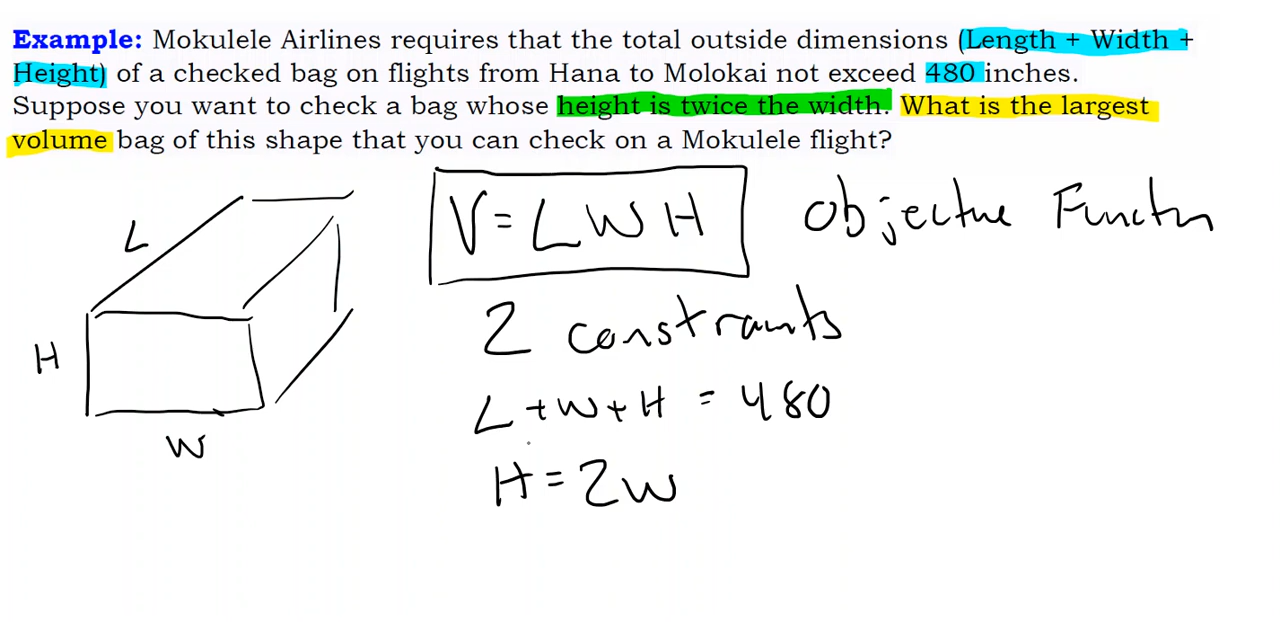 Example: Mokulele Airlines requires that the total outside dimensions (Length + Width +
Height) of a checked bag on flights from Hana to Molokai not exceed 480 inches.
Suppose you want to check a bag whose height is twice the width. What is the largest
volume bag of this shape that you can check on a Mokulele flight?
L
V = LWH
Objective Functn
2 constraints
H
L + W + H = 480
W
H = 2W